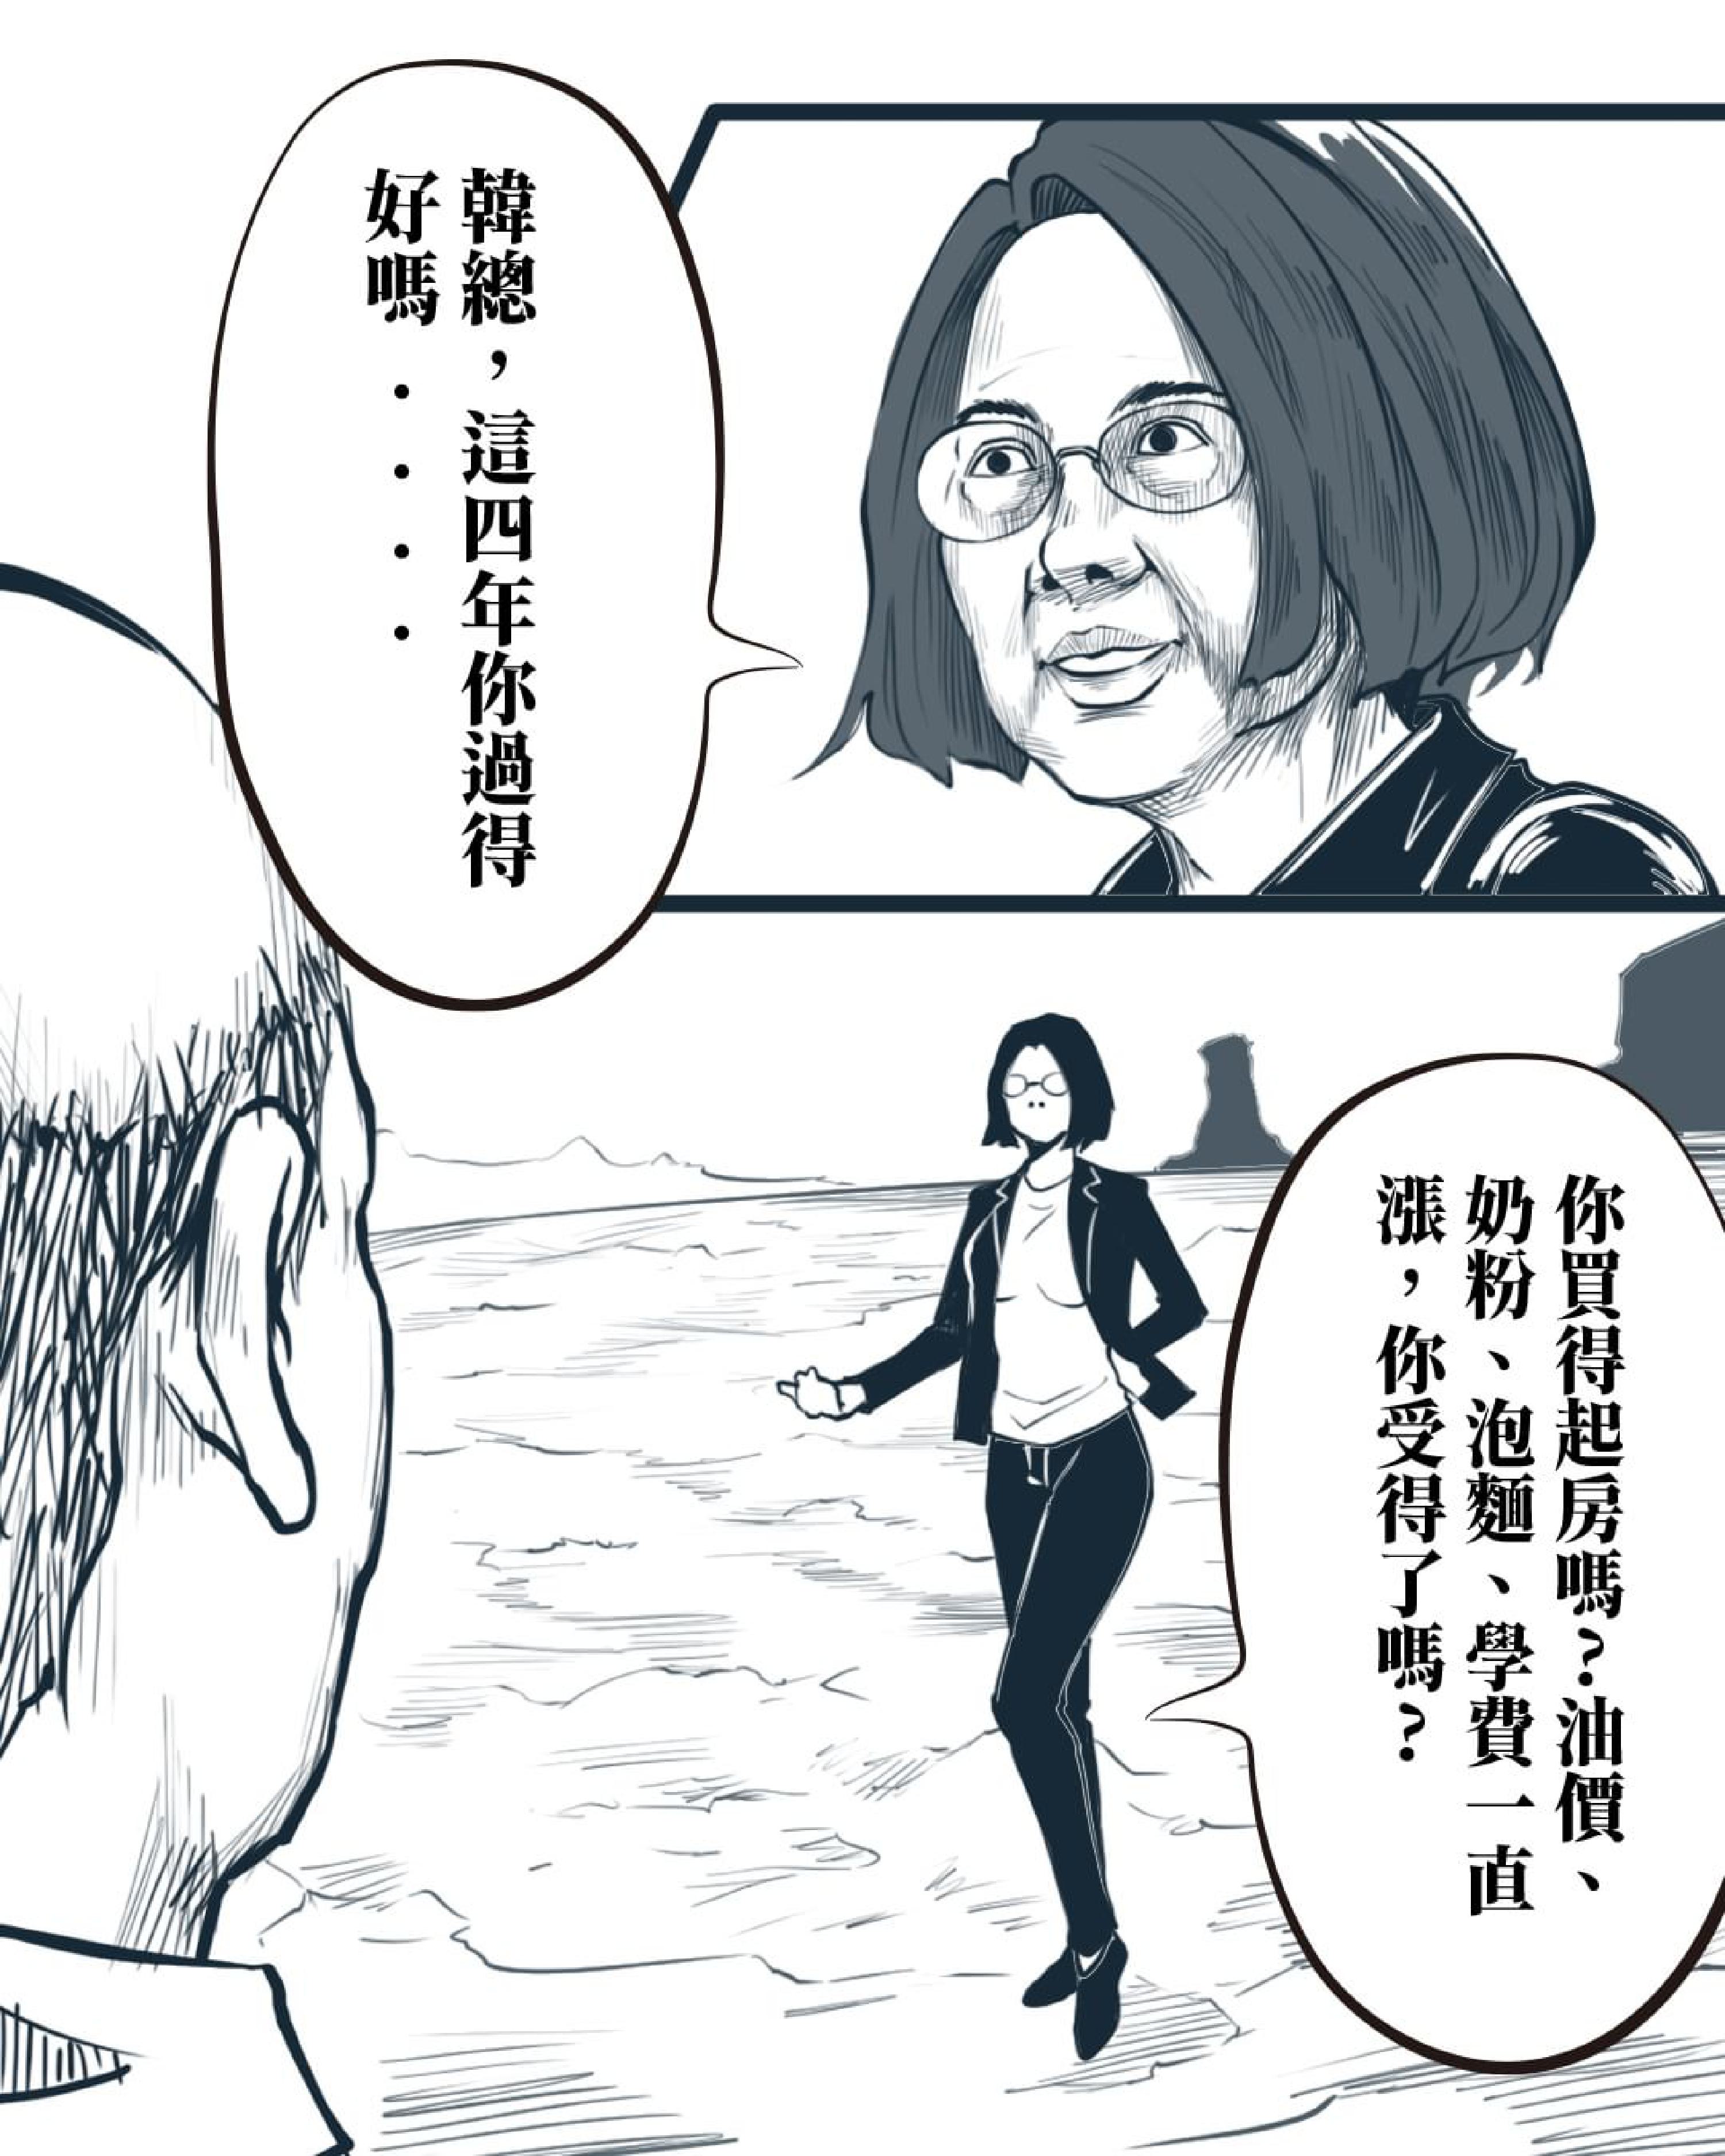 韓總，這四年你過得
好嗎．．．．
你買得起房嗎?油價、
奶粉、泡麵、學費一直
漲，你受得了嗎?